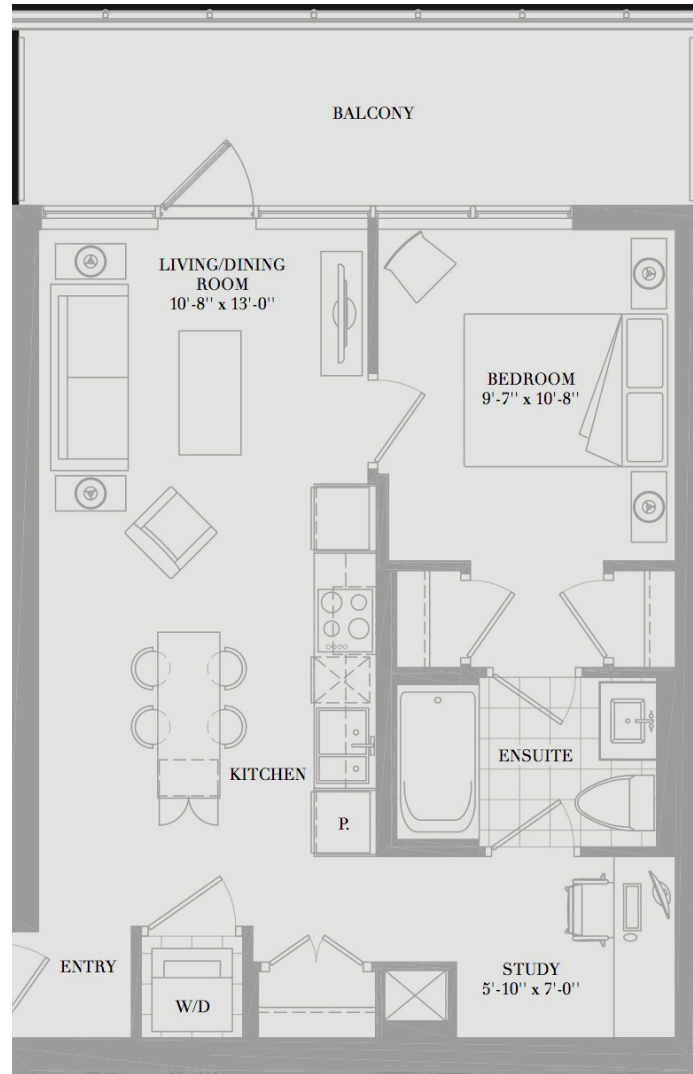 BALCONY
LIVING/DINING
ROOM
10'-8'' x 13'-0''
BEDROOM
9'-7'' x 10'-8''
KITCHEN
ENSUITE
P.
ENTRY
W/D
STUDY
5'-10'' x 7'-0''